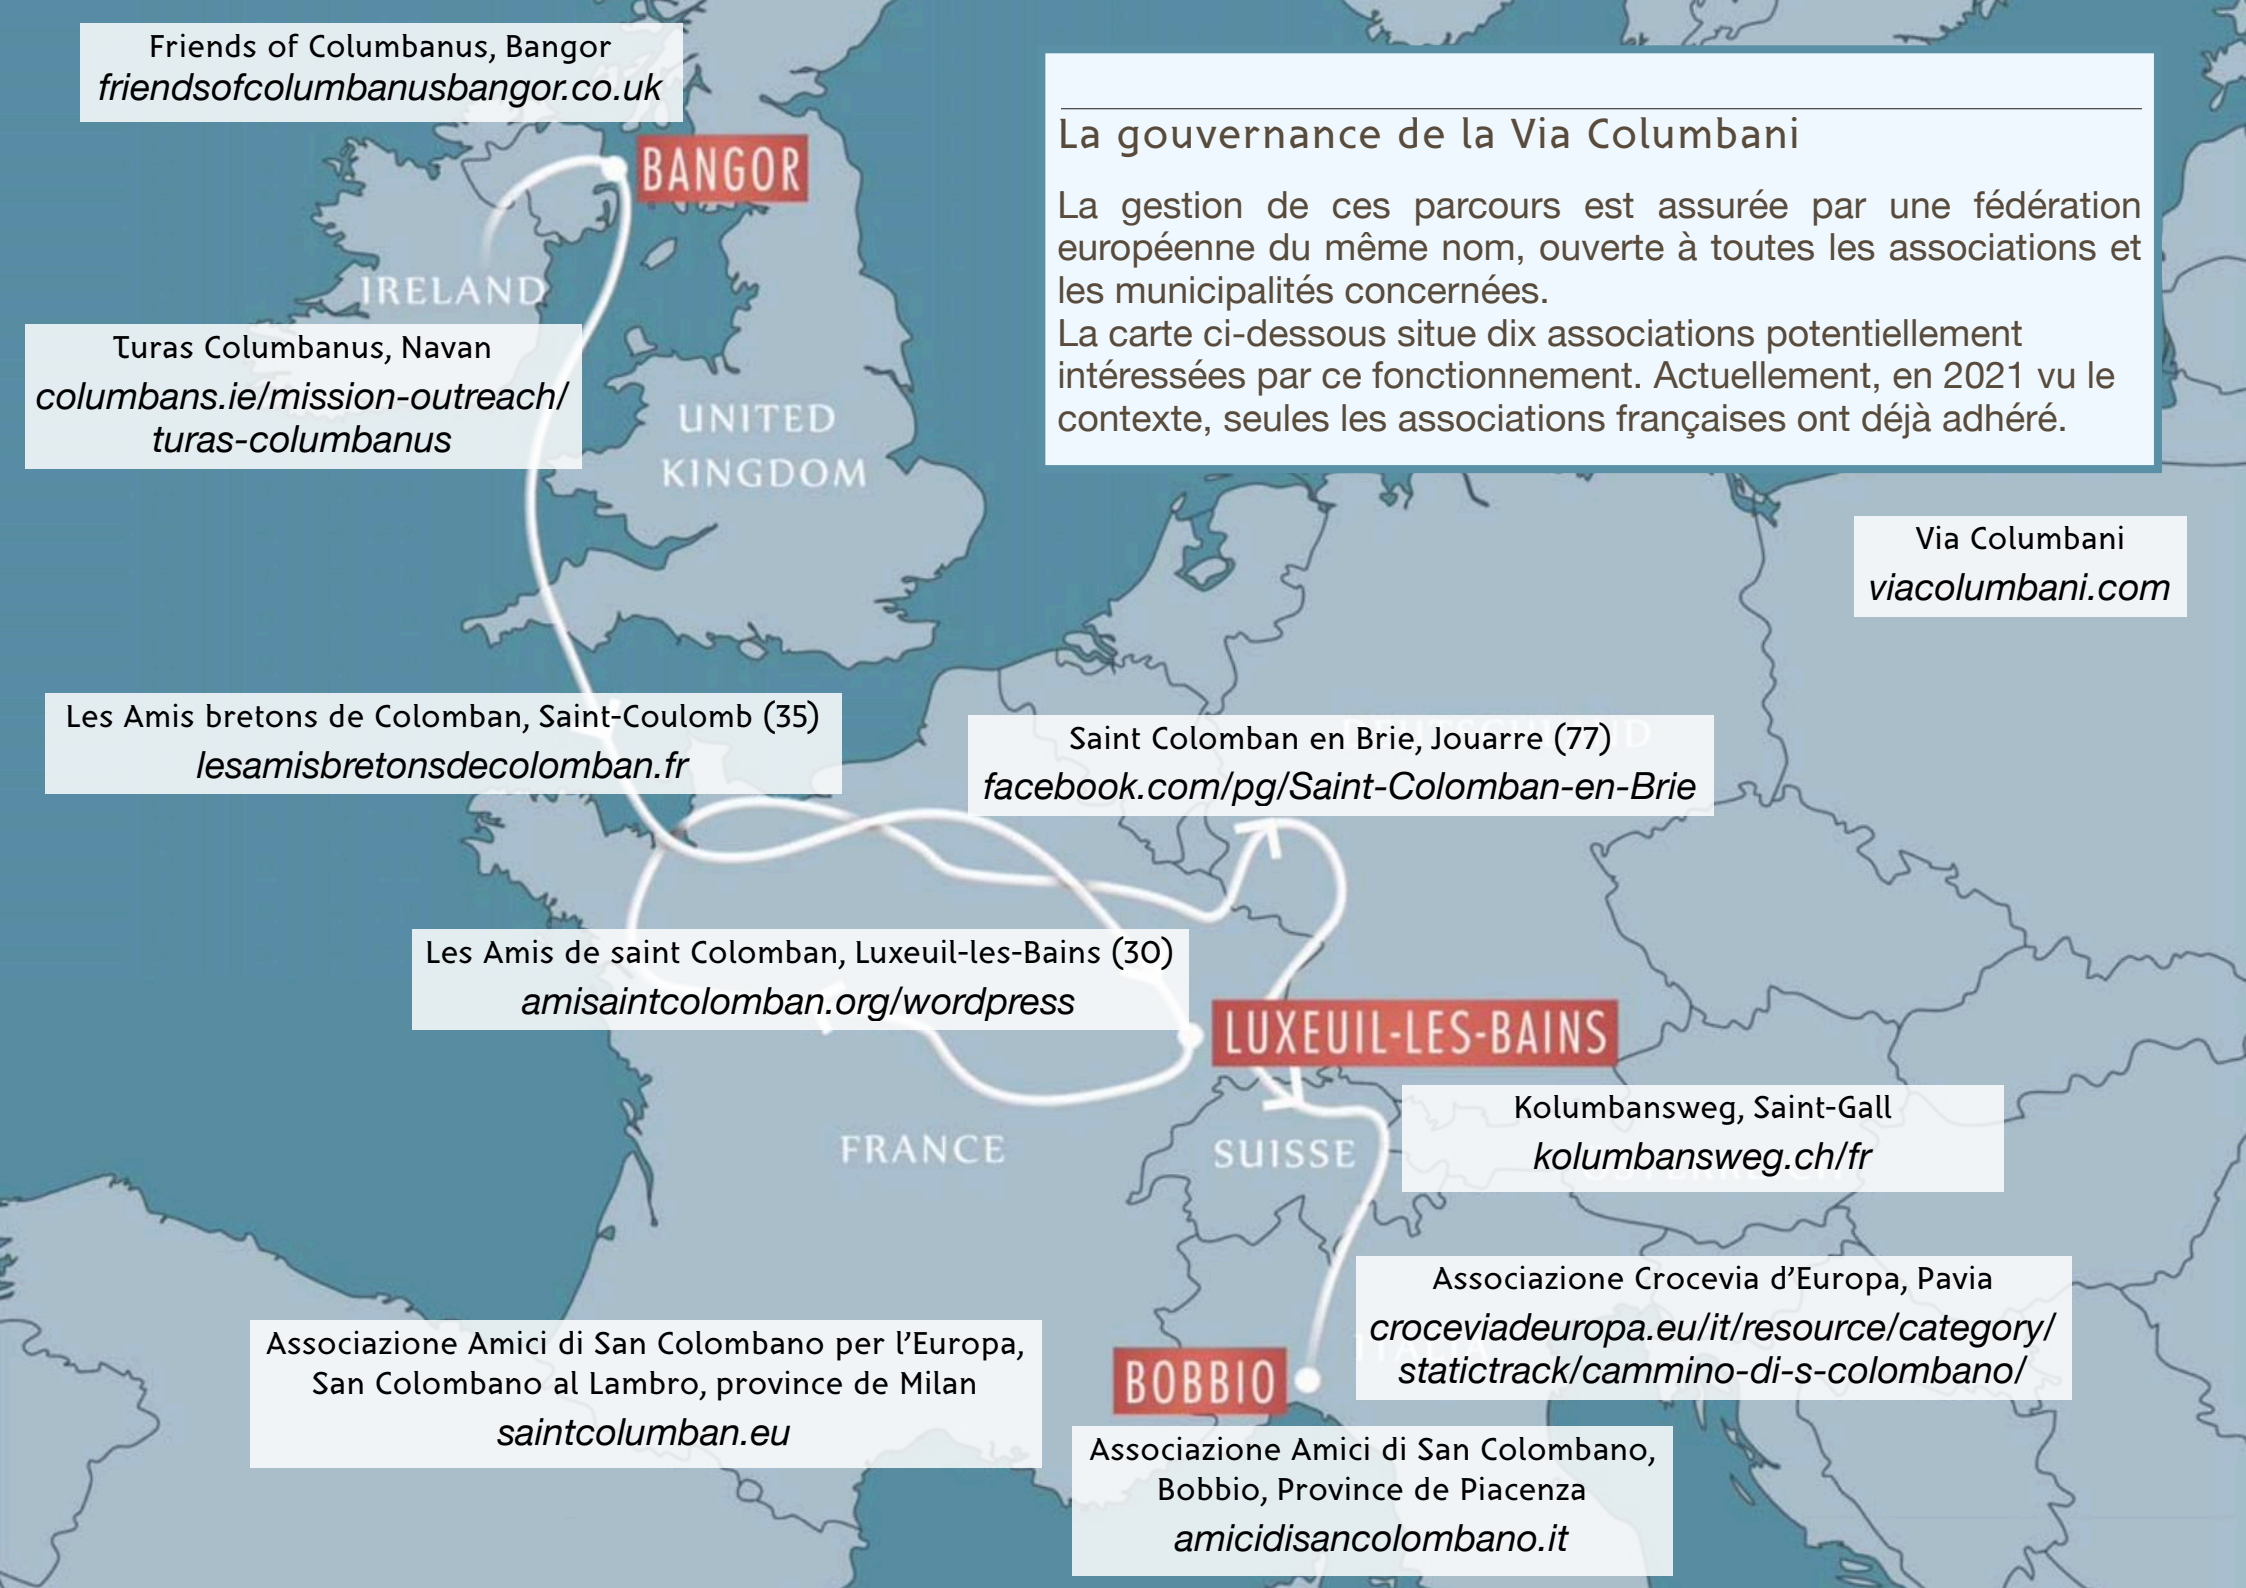 Friends of Columbanus, Bangor
friendsofcolumbanusbangor.co.uk
La gouvernance de la Via Columbani
La gestion de ces parcours est assurée par une fédération
européenne du même nom, ouverte à toutes les associations et
les municipalités concernées.
La carte ci-dessous situe dix associations potentiellement
intéressées par ce fonctionnement. Actuellement, en 2021 vu le
contexte, seules les associations françaises ont déjà adhéré.
BANGOR
IRELAND
Turas Columbanus, Navan
columbans.ie/mission-outreach/
turas-columbanus
UNITED
KINGDOM
Via Columbani
viacolumbani.com
Les Amis bretons de Colomban, Saint-Coulomb (35)
lesamisbretonsdecolomban.fr
Saint Colomban en Brie, Jouarre (77)
facebook.com/pg/Saint-Colomban-en-Brie
Les Amis de saint Colomban, Luxeuil-les-Bains (30)
amisaintcolomban.org/wordpress
LUXEUIL-LES-BAINS
Kolumbansweg, Saint-Gall
kolumbansweg.ch/fr
FRANCE
SUISSE
Associazione Crocevia d'Europa, Pavia
croceviadeuropa.eu/it/resource/category/
statictrack/cammino-di-s-colombano/
ITALIA
Associazione Amici di San Colombano per l'Europa,
San Colombano al Lambro, province de Milan
saintcolumban.eu
BOBBIO
Associazione Amici di San Colombano,
Bobbio, Province de Piacenza
amicidisancolombano.it